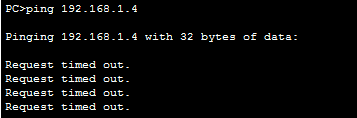 PC>ping 192.168.1.4
Pinging 192.168.1.4 with 32 bytes of data:
Request timed out.
Request timed out.
Request timed out.
Request timed out.